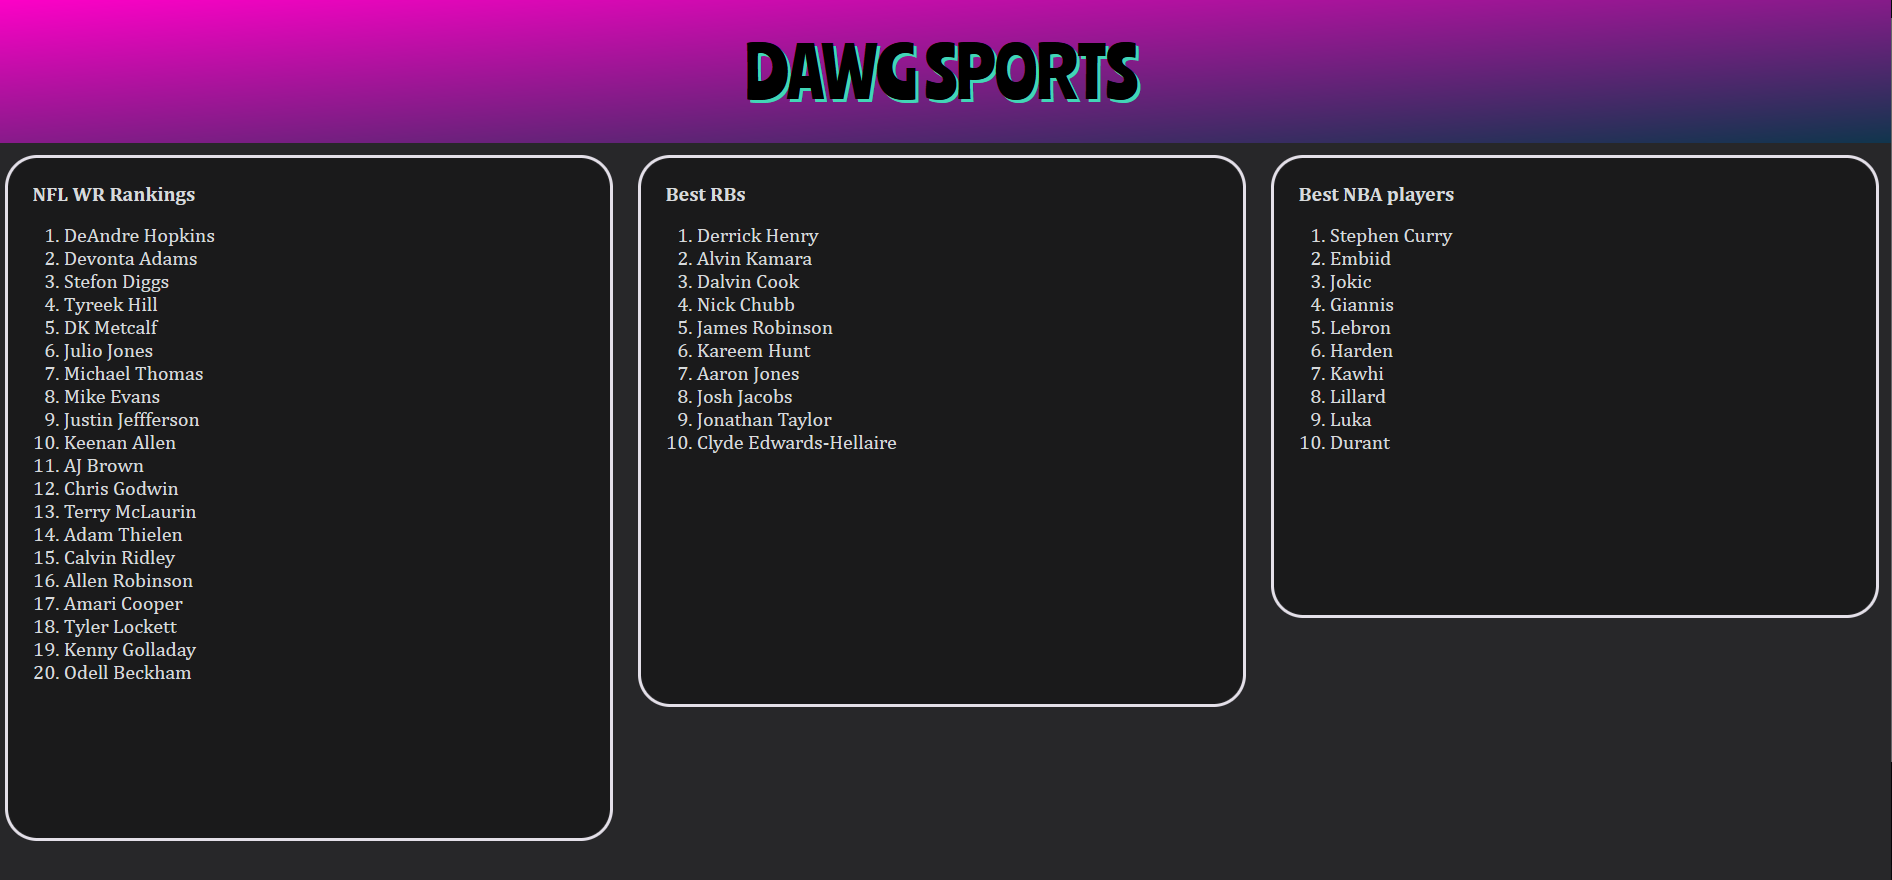 DAWG SPORTS
NFL WR Rankings
1. DeAndre Hopkins
2. Devonta Adams
3. Stefon Diggs
4. Tyreek Hill
5. DK Metcalf
6. Julio Jones
7. Michael Thomas
8. Mike Evans
9. Justin Jeffferson
10. Keenan Allen
11. AJ Brown
12. Chris Godwin
13. Terry McLaurin
14. Adam Thielen
15. Calvin Ridley
16. Allen Robinson
17. Amari Cooper
18. Tyler Lockett
19. Kenny Golladay
20. Odell Beckham
Best RBs
1. Derrick Henry
2. Alvin Kamara
3. Dalvin Cook
4. Nick Chubb
5. James Robinson
6. Kareem Hunt
7. Aaron Jones
8. Josh Jacobs
9. Jonathan Taylor
10. Clyde Edwards-Hellaire
Best NBA players
1. Stephen Curry
2. Embiid
3. Jokic
4. Giannis
5. Lebron
6. Harden
7. Kawhi
8. Lillard
9. Luka
10. Durant